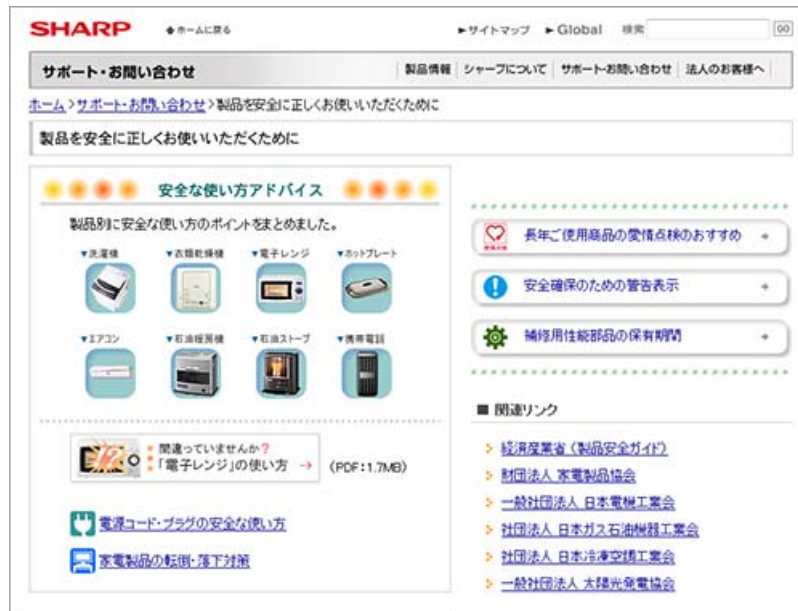 SHARP
ホームに戻る
サイトマップ
Global
検索
GO
サポート・お問い合わせ
製品情報
シャープについて
サポート・お問い合わせ
法人のお客様へ
ホーム>サポート・お問い合わせ>製品を安全に正しくお使いいただくために
製品を安全に正しくお使いいただくために
安全な使い方アドバイス
製品別に安全な使い方のポイントをまとめました。
▼洗濯機
▼衣類乾燥機
▼電子レンジ
▼ホットプレート
▼エアコン
▼石油暖房機
▼石油ストーブ
▼携帯電話
間違っていませんか?
「電子レンジ」の使い方 →
(PDF:1.7MB)
電源コード・プラグの安全な使い方
家電製品の転倒・落下対策
長年ご使用商品の愛情点検のおすすめ
安全確保のための警告表示
補修用性能部品の保有期間
■ 関連リンク
経済産業省(製品安全ガイド)
財団法人 家電製品協会
一般社団法人 日本電機工業会
社団法人 日本ガス石油機器工業会
社団法人 日本冷凍空調工業会
一般社団法人 太陽光発電協会